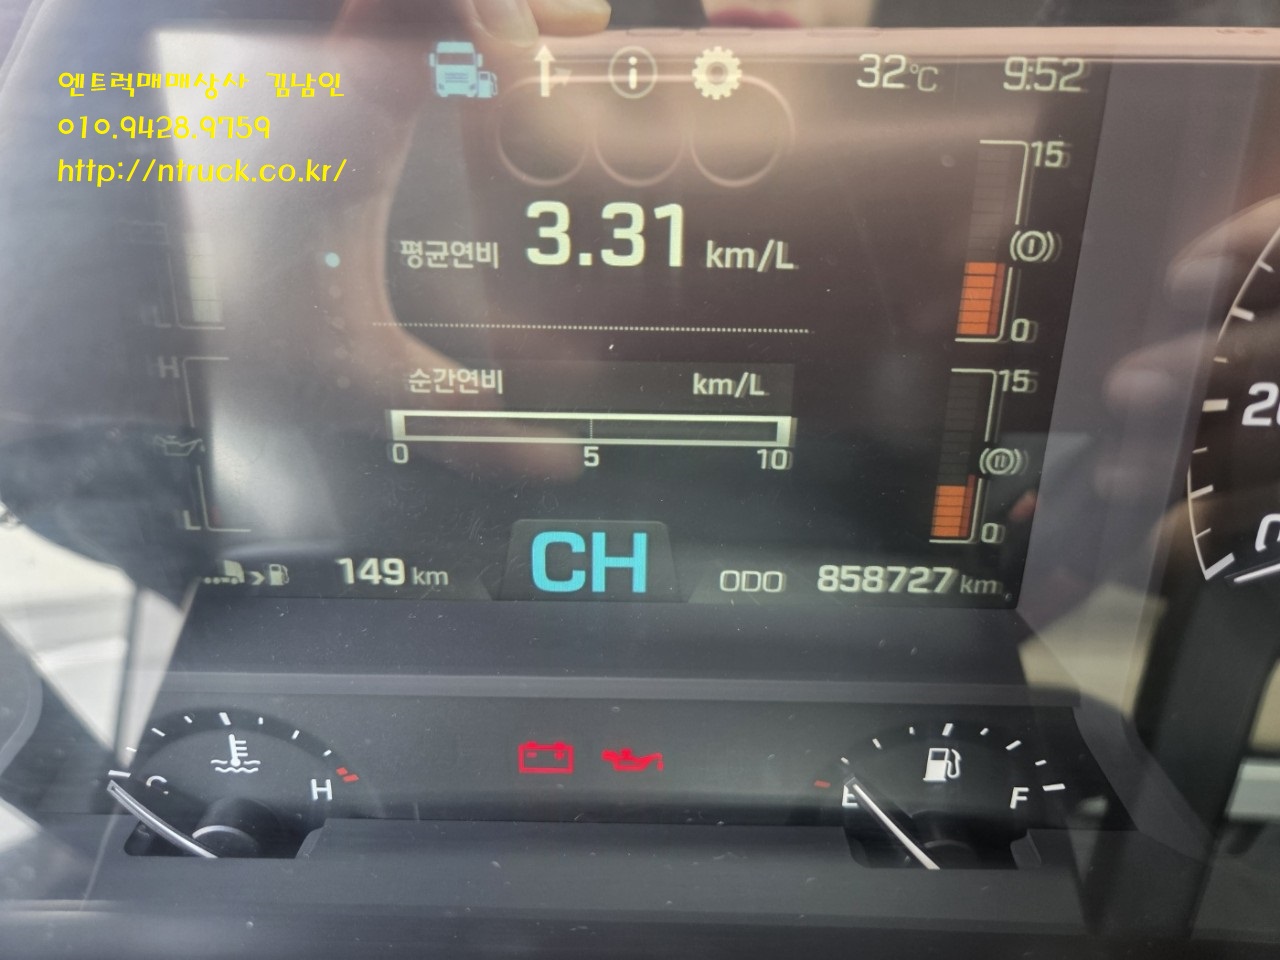 엔트럭매매상사 김남인
010.9428.9759
http://ntruck.co.kr/
32℃ 9:52
15
평균연비 3.31 km/L
0
H
순간연비 km/L
15
0 5 10
L
0
149 km CH ODO 858727 km
C H E F